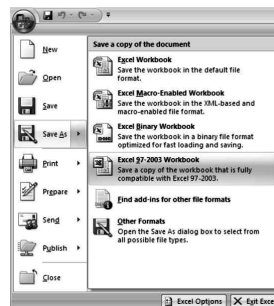 New
Open
Save
Save As
Print
Prepare
Send
Publish
Close
Save a copy of the document
Excel Workbook
Save the workbook in the default file
format.
Excel Macro-Enabled Workbook
Save the workbook in the XML-based and
macro-enabled file format.
Excel Binary Workbook
Save the workbook in a binary file format
optimized for fast loading and saving.
Excel 97-2003 Workbook
Save a copy of the workbook that is fully
compatible with Excel 97-2003.
Find add-ins for other file formats
Other Formats
Open the Save As dialog box to select from
all possible file types.
Excel Options
Exit Exce